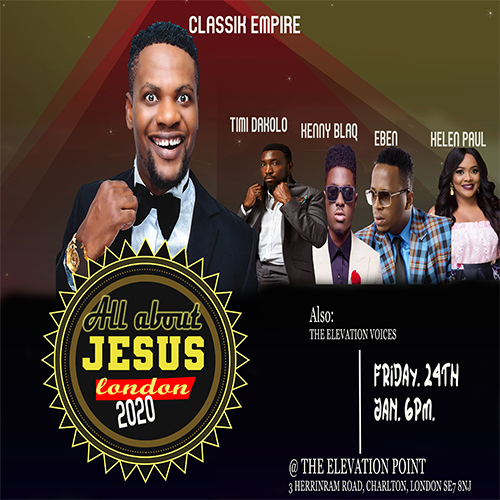 CLASSIK EMPIRE
TIMI DAKOLO
KENNY BLAQ
EBEN
HELEN PAUL
All about
JESUS
london
2020
Also:
THE ELEVATION VOICES
FRIDAY. 24TH
JAN. 6PM.
@ THE ELEVATION POINT
3 HERRINRAM ROAD, CHARLTON, LONDON SE7 8NJ